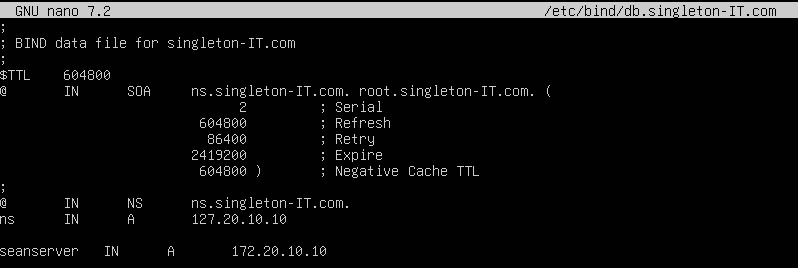 GNU nano 7.2 /etc/bind/db.singleton-IT.com
;
; BIND data file for singleton-IT.com
;
$TTL 604800
@ IN SOA ns.singleton-IT.com. root.singleton-IT.com. (
2 ; Serial
604800 ; Refresh
86400 ; Retry
2419200 ; Expire
604800 ) ; Negative Cache TTL
;
@ IN NS ns.singleton-IT.com.
ns IN A 127.20.10.10
seanserver IN A 172.20.10.10